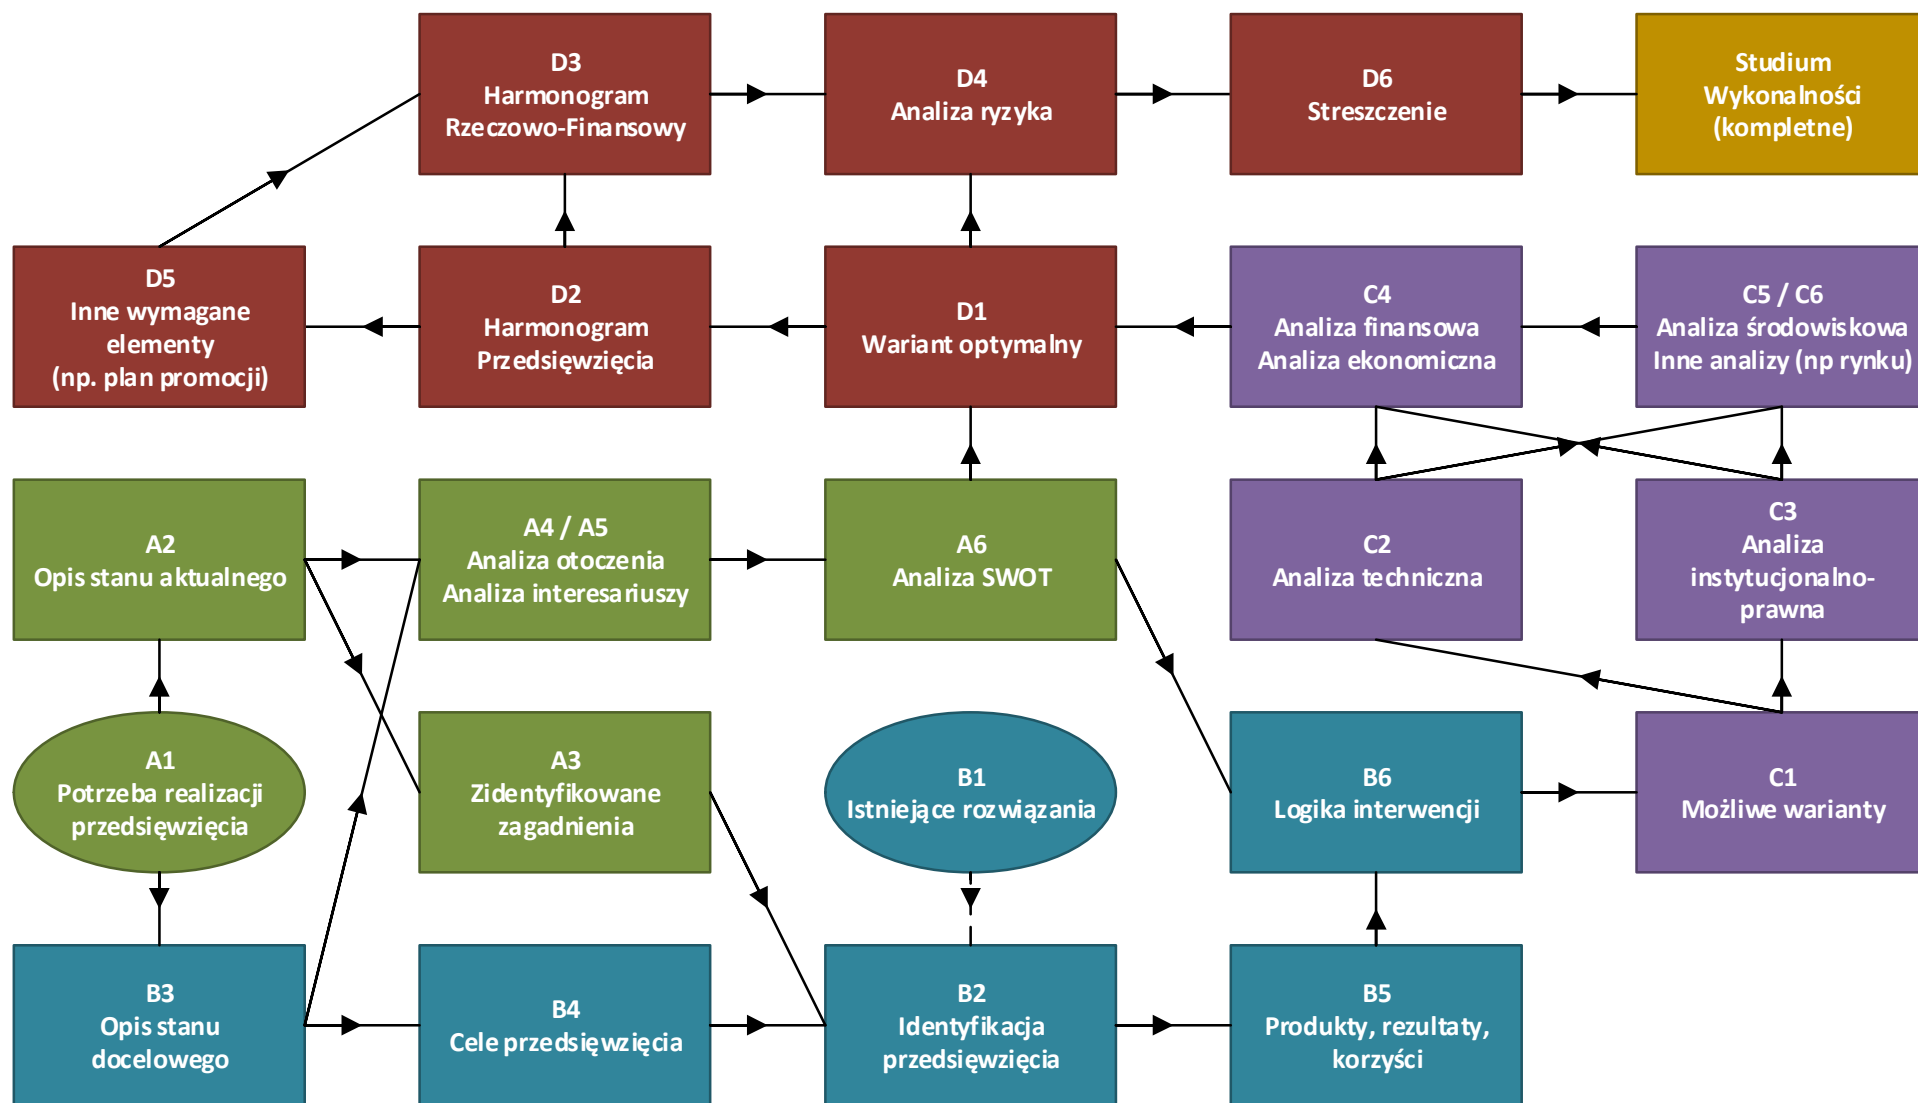 D3
Harmonogram
Rzeczowo-Finansowy
D4
Analiza ryzyka
D6
Streszczenie
Studium
Wykonalności
(kompletne)
D5
Inne wymagane
elementy
(np. plan promocji)
D2
Harmonogram
Przedsięwzięcia
D1
Wariant optymalny
C4
Analiza finansowa
Analiza ekonomiczna
C5 / C6
Analiza środowiskowa
Inne analizy (np rynku)
A2
Opis stanu aktualnego
A4 / A5
Analiza otoczenia
Analiza interesariuszy
A6
Analiza SWOT
C2
Analiza techniczna
C3
Analiza
instytucjonalno-
prawna
A1
Potrzeba realizacji
przedsięwzięcia
A3
Zidentyfikowane
zagadnienia
B1
Istniejące rozwiązania
B6
Logika interwencji
C1
Możliwe warianty
B3
Opis stanu
docelowego
B4
Cele przedsięwzięcia
B2
Identyfikacja
przedsięwzięcia
B5
Produkty, rezultaty,
korzyści